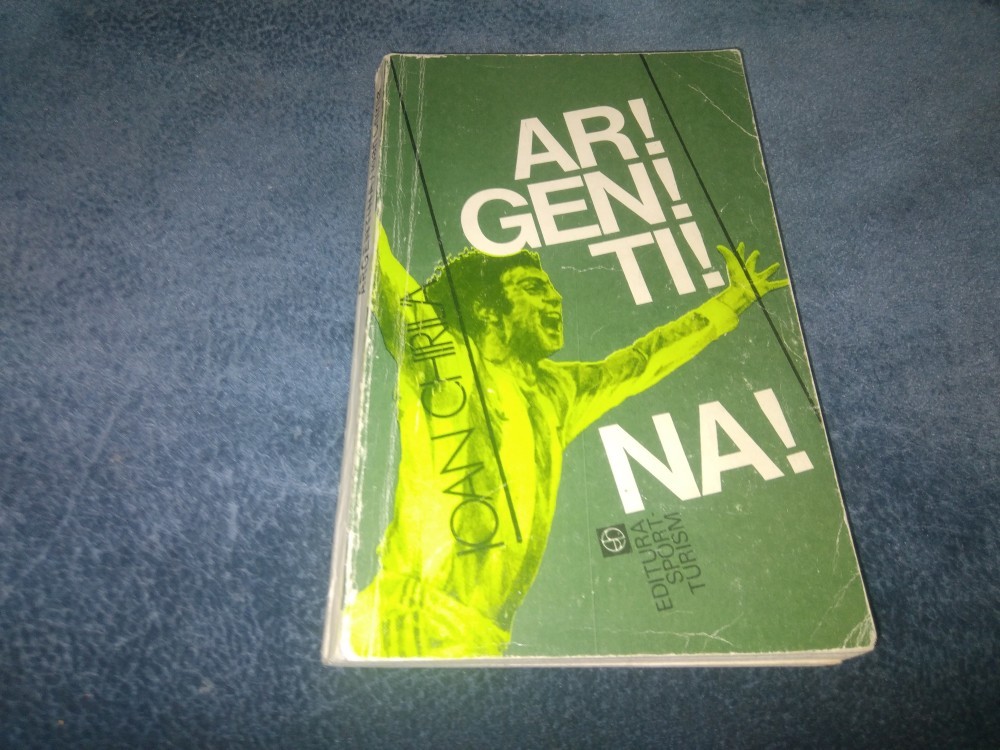 AR!
GEN!
TI!
NA!
IOAN CHIRILĂ
EDITURA
SPORT-
TURISM